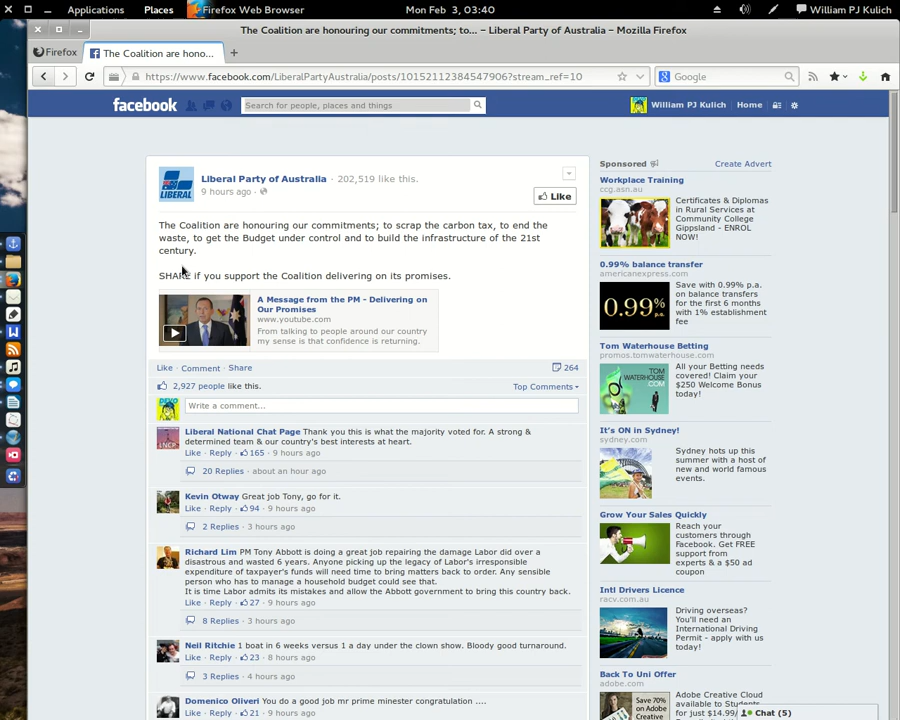 Applications Places Firefox Web Browser Mon Feb 3, 03:40 William PJ Kulich
The Coalition are honouring our commitments; to... – Liberal Party of Australia – Mozilla Firefox
Firefox The Coalition are hono...
https://www.facebook.com/LiberalPartyAustralia/posts/10152112384547906?stream_ref=10 Google
facebook Search for people, places and things William PJ Kulich Home
LIBERAL
Liberal Party of Australia 202,519 like this.
9 hours ago ·
Like
The Coalition are honouring our commitments; to scrap the carbon tax, to end the
waste, to get the Budget under control and to build the infrastructure of the 21st
century.
SHARE if you support the Coalition delivering on its promises.
A Message from the PM - Delivering on
Our Promises
www.youtube.com
From talking to people around our country
my sense is that confidence is returning.
Like · Comment · Share 264
2,927 people like this. Top Comments
Write a comment...
LNCP
Liberal National Chat Page Thank you this is what the majority voted for. A strong &
determined team & our country's best interests at heart.
Like · Reply · 165 · 9 hours ago
20 Replies · about an hour ago
Kevin Otway Great job Tony, go for it.
Like · Reply · 94 · 9 hours ago
2 Replies · 3 hours ago
Richard Lim PM Tony Abbott is doing a great job repairing the damage Labor did over a
disastrous and wasted 6 years. Anyone picking up the legacy of Labor's irresponsible
expenditure of taxpayer's funds will need time to bring matters back to order. Any sensible
person who has to manage a household budget could see that.
It is time Labor admits its mistakes and allow the Abbott government to bring this country back.
Like · Reply · 27 · 9 hours ago
8 Replies · 3 hours ago
Neil Ritchie 1 boat in 6 weeks versus 1 a day under the clown show. Bloody good turnaround.
Like · Reply · 23 · 8 hours ago
3 Replies · 4 hours ago
Domenico Oliveri You do a good job mr prime minester congratulation ....
Like · Reply · 21 · 9 hours ago
Sponsored Create Advert
Workplace Training
ccg.asn.au
Certificates & Diplomas
in Rural Services at
Community College
Gippsland - ENROL
NOW!
0.99% balance transfer
americanexpress.com
0.99%
Save with 0.99% p.a.
on balance transfers
for the first 6 months
with 1% establishment
fee
Tom Waterhouse Betting
promos.tomwaterhouse.com
TOM
WATERHOUSE
.COM
All your Betting needs
covered! Claim your
$250 Welcome Bonus
today!
It's ON in Sydney!
sydney.com
Sydney hots up this
summer with a host of
new and world famous
events.
Grow Your Sales Quickly
Reach your
customers through
Facebook. Get FREE
support from
experts & a $50 ad
coupon
Intl Drivers Licence
racv.com.au
Driving overseas?
You'll need an
International Driving
Permit - apply with us
today!
Back To Uni Offer
adobe.com
Save 70%
on Adobe
Creative
Adobe Creative Cloud
available to Students
for just $14.99/
Chat (5)